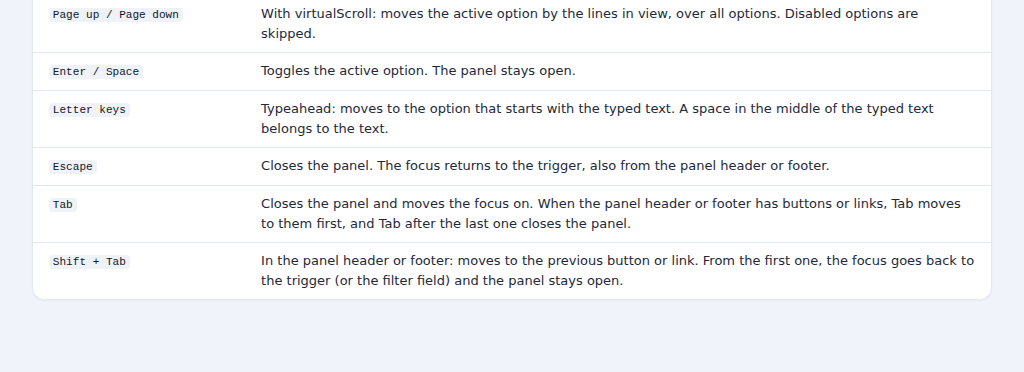 Page up / Page down
With virtualScroll: moves the active option by the lines in view, over all options. Disabled options are
skipped.
Enter / Space
Toggles the active option. The panel stays open.
Letter keys
Typeahead: moves to the option that starts with the typed text. A space in the middle of the typed text
belongs to the text.
Escape
Closes the panel. The focus returns to the trigger, also from the panel header or footer.
Tab
Closes the panel and moves the focus on. When the panel header or footer has buttons or links, Tab moves
to them first, and Tab after the last one closes the panel.
Shift + Tab
In the panel header or footer: moves to the previous button or link. From the first one, the focus goes back to
the trigger (or the filter field) and the panel stays open.